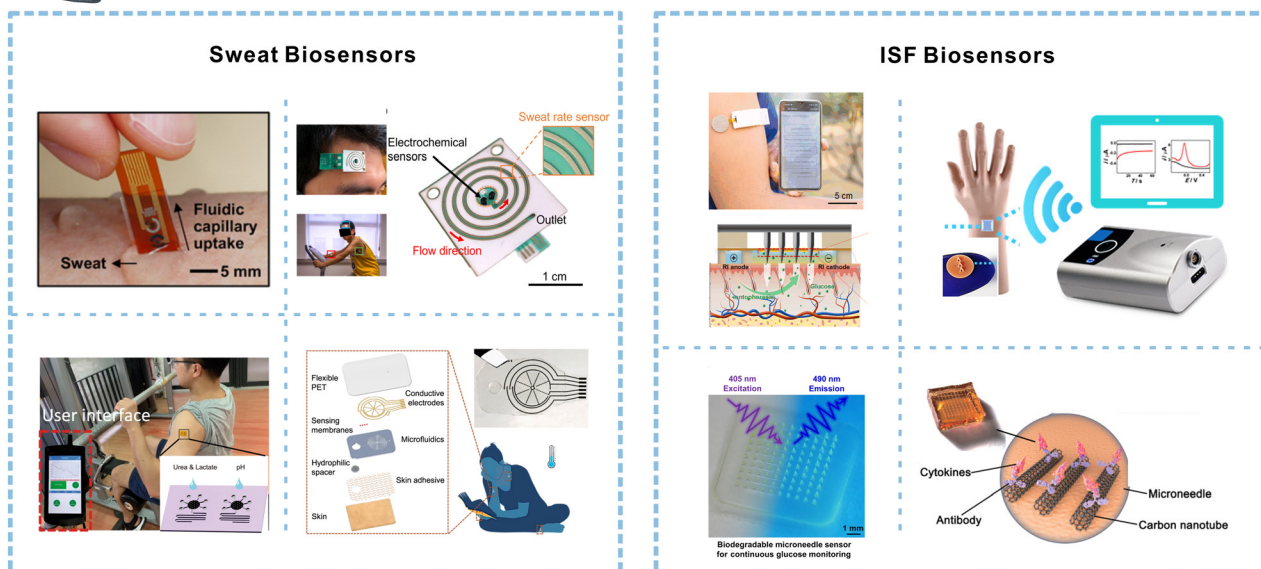 Sweat Biosensors
Fluidic
capillary
uptake
Sweat
5 mm
Sweat rate sensor
Electrochemical
sensors
Outlet
Flow direction
1 cm
User interface
Urea & Lactate
pH
Flexible
PET
Conductive
electrodes
Sensing
membranes
Microfluidics
Hydrophilic
spacer
Skin adhesive
Skin
ISF Biosensors
5 cm
RI anode
RI cathode
Glucose
I / μA
T / s
I / μA
E / V
405 nm
Excitation
490 nm
Emission
1 mm
Biodegradable microneedle sensor
for continuous glucose monitoring
Cytokines
Antibody
Microneedle
Carbon nanotube